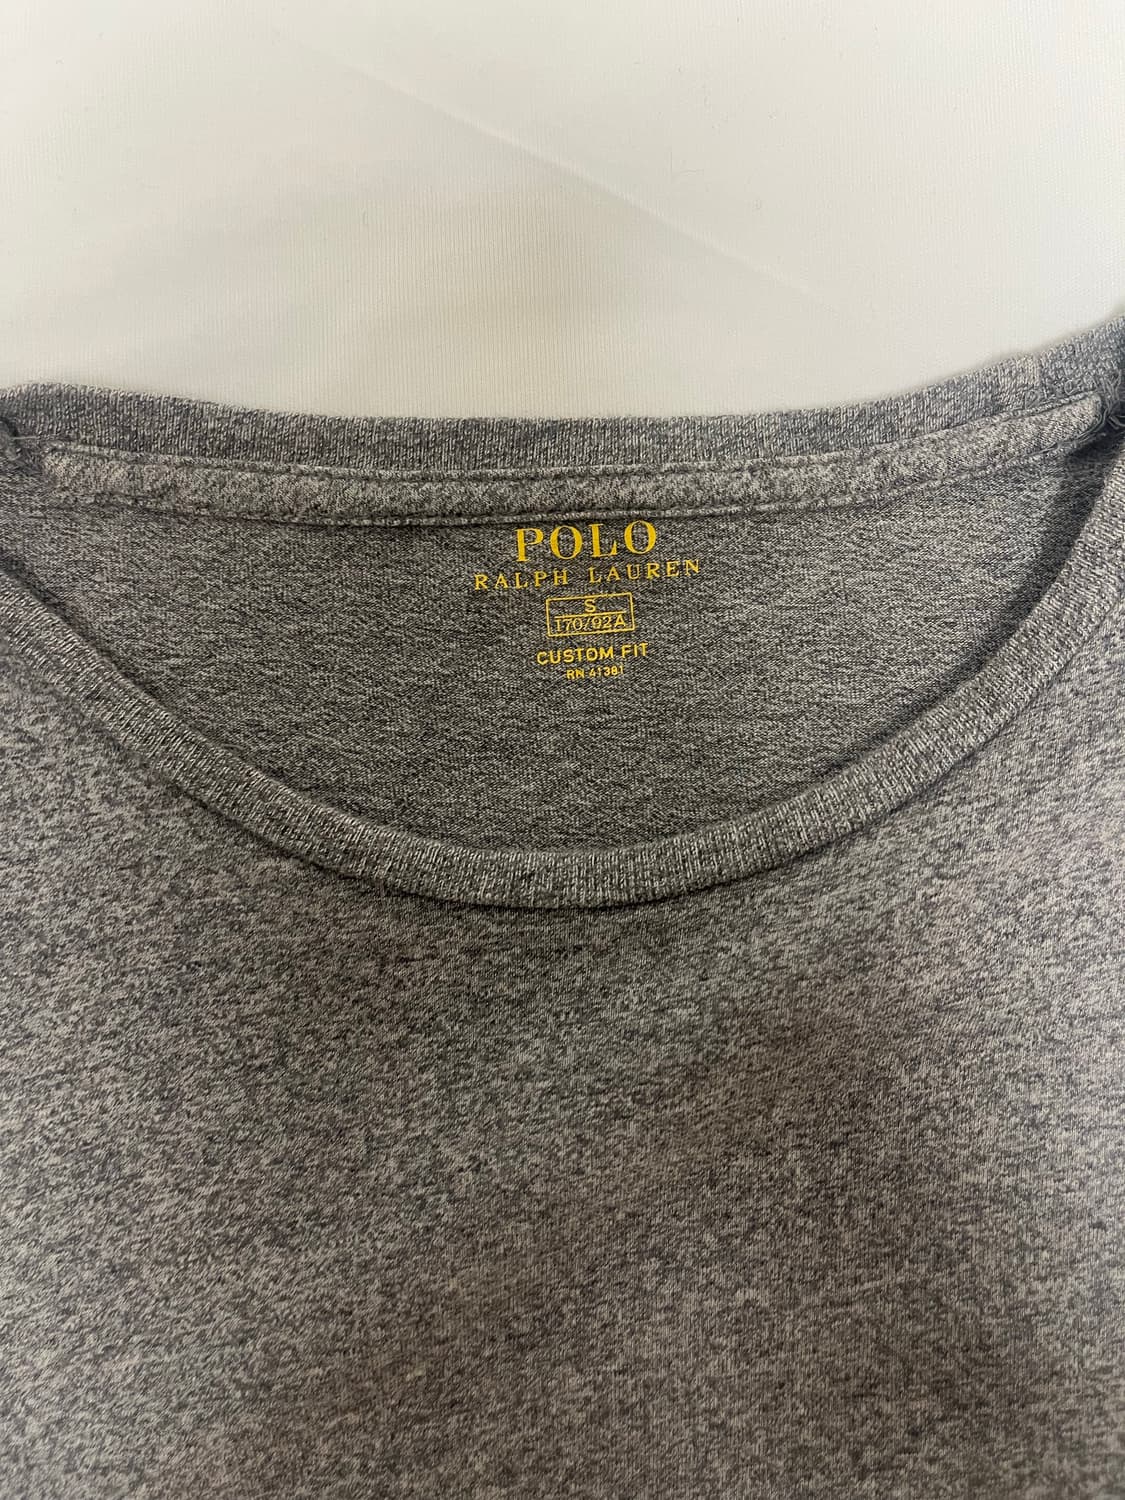 POLO
RALPH LAUREN
S
170/92A
CUSTOM FIT
RN 41381